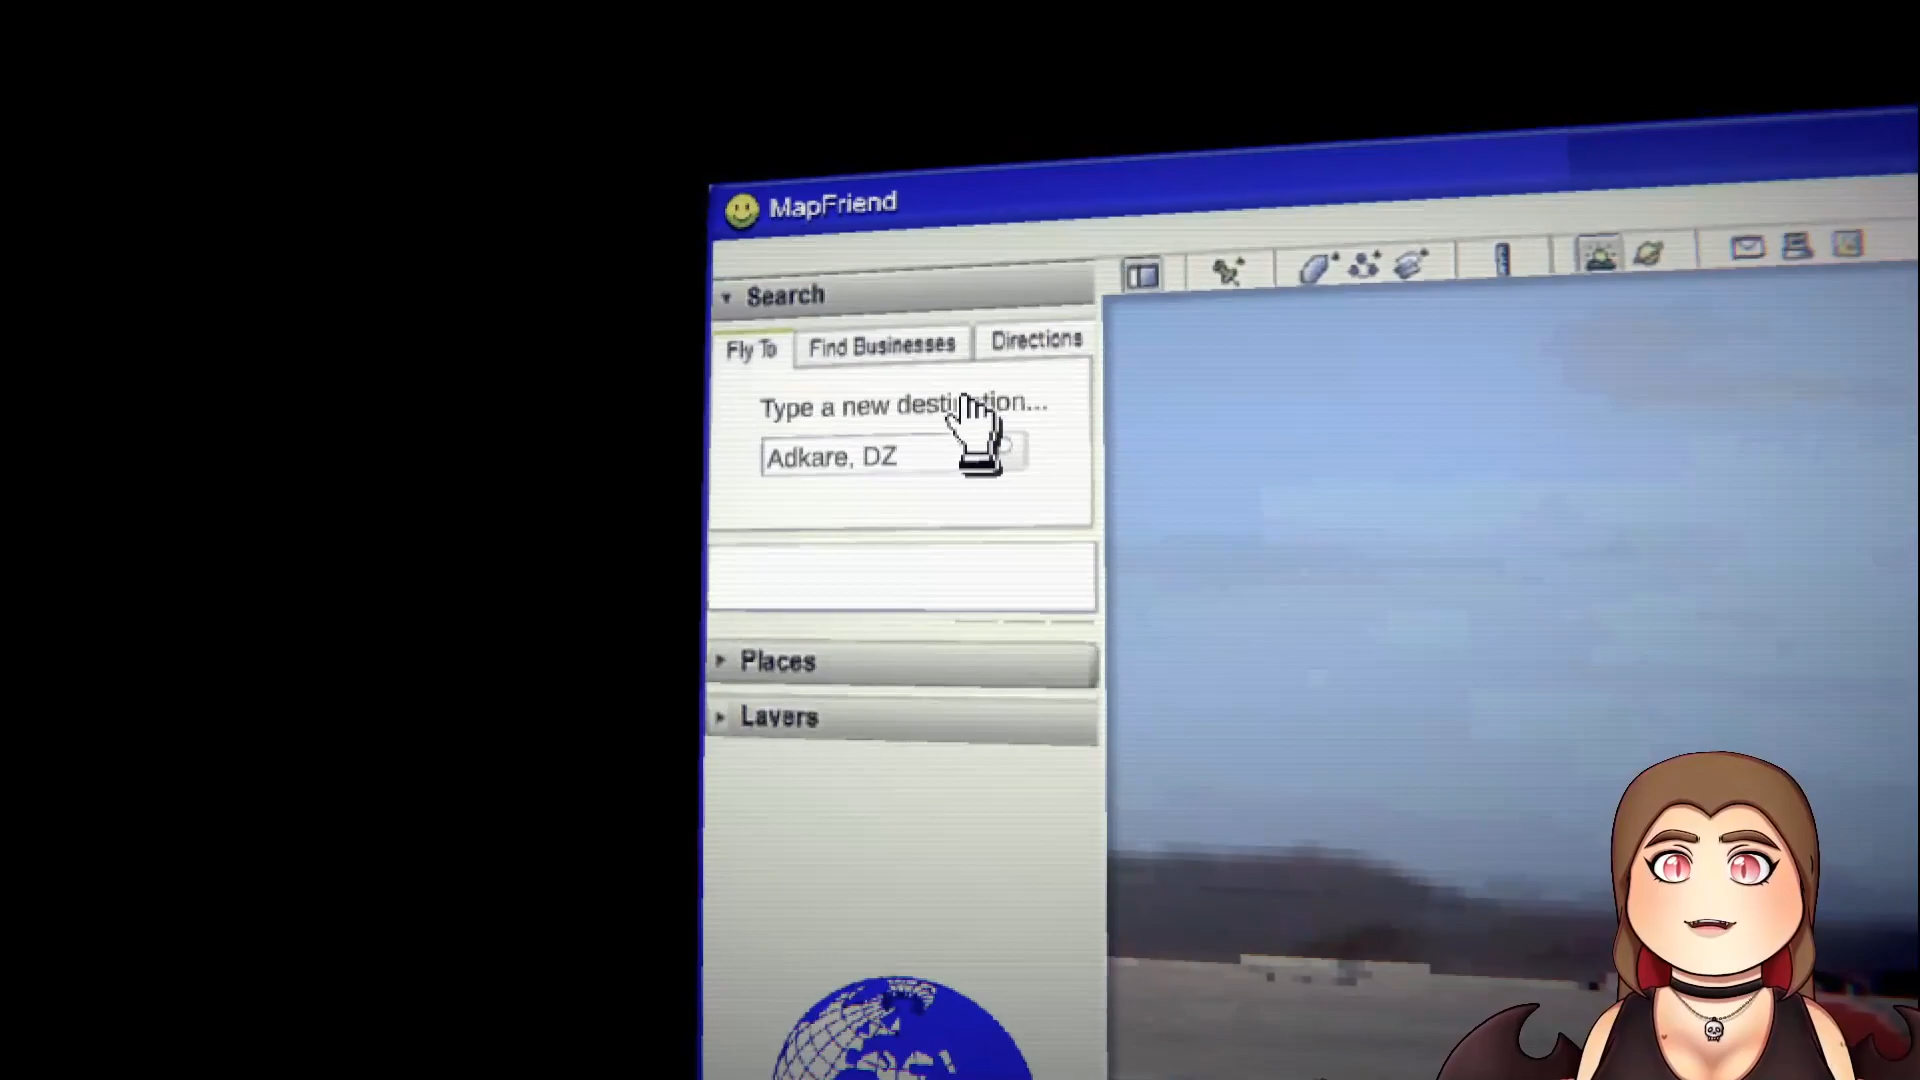 MapFriend
Search
Fly To
Find Businesses
Directions
Type a new destination...
Adkare, DZ
Places
Layers